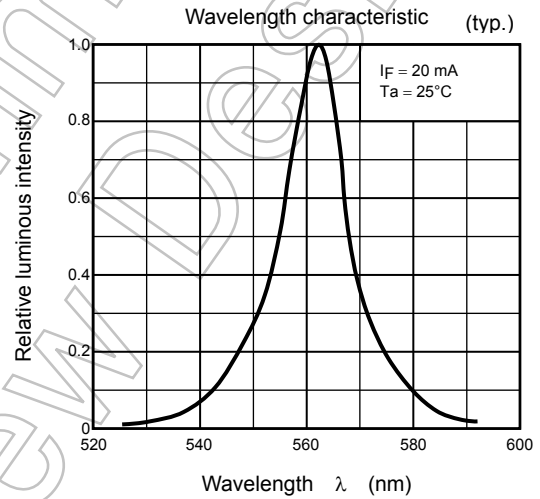 Wavelength characteristic (typ.)
IF = 20 mA
Ta = 25°C
Relative luminous intensity
1.0
0.8
0.6
0.4
0.2
0
520 540 560 580 600
Wavelength λ (nm)